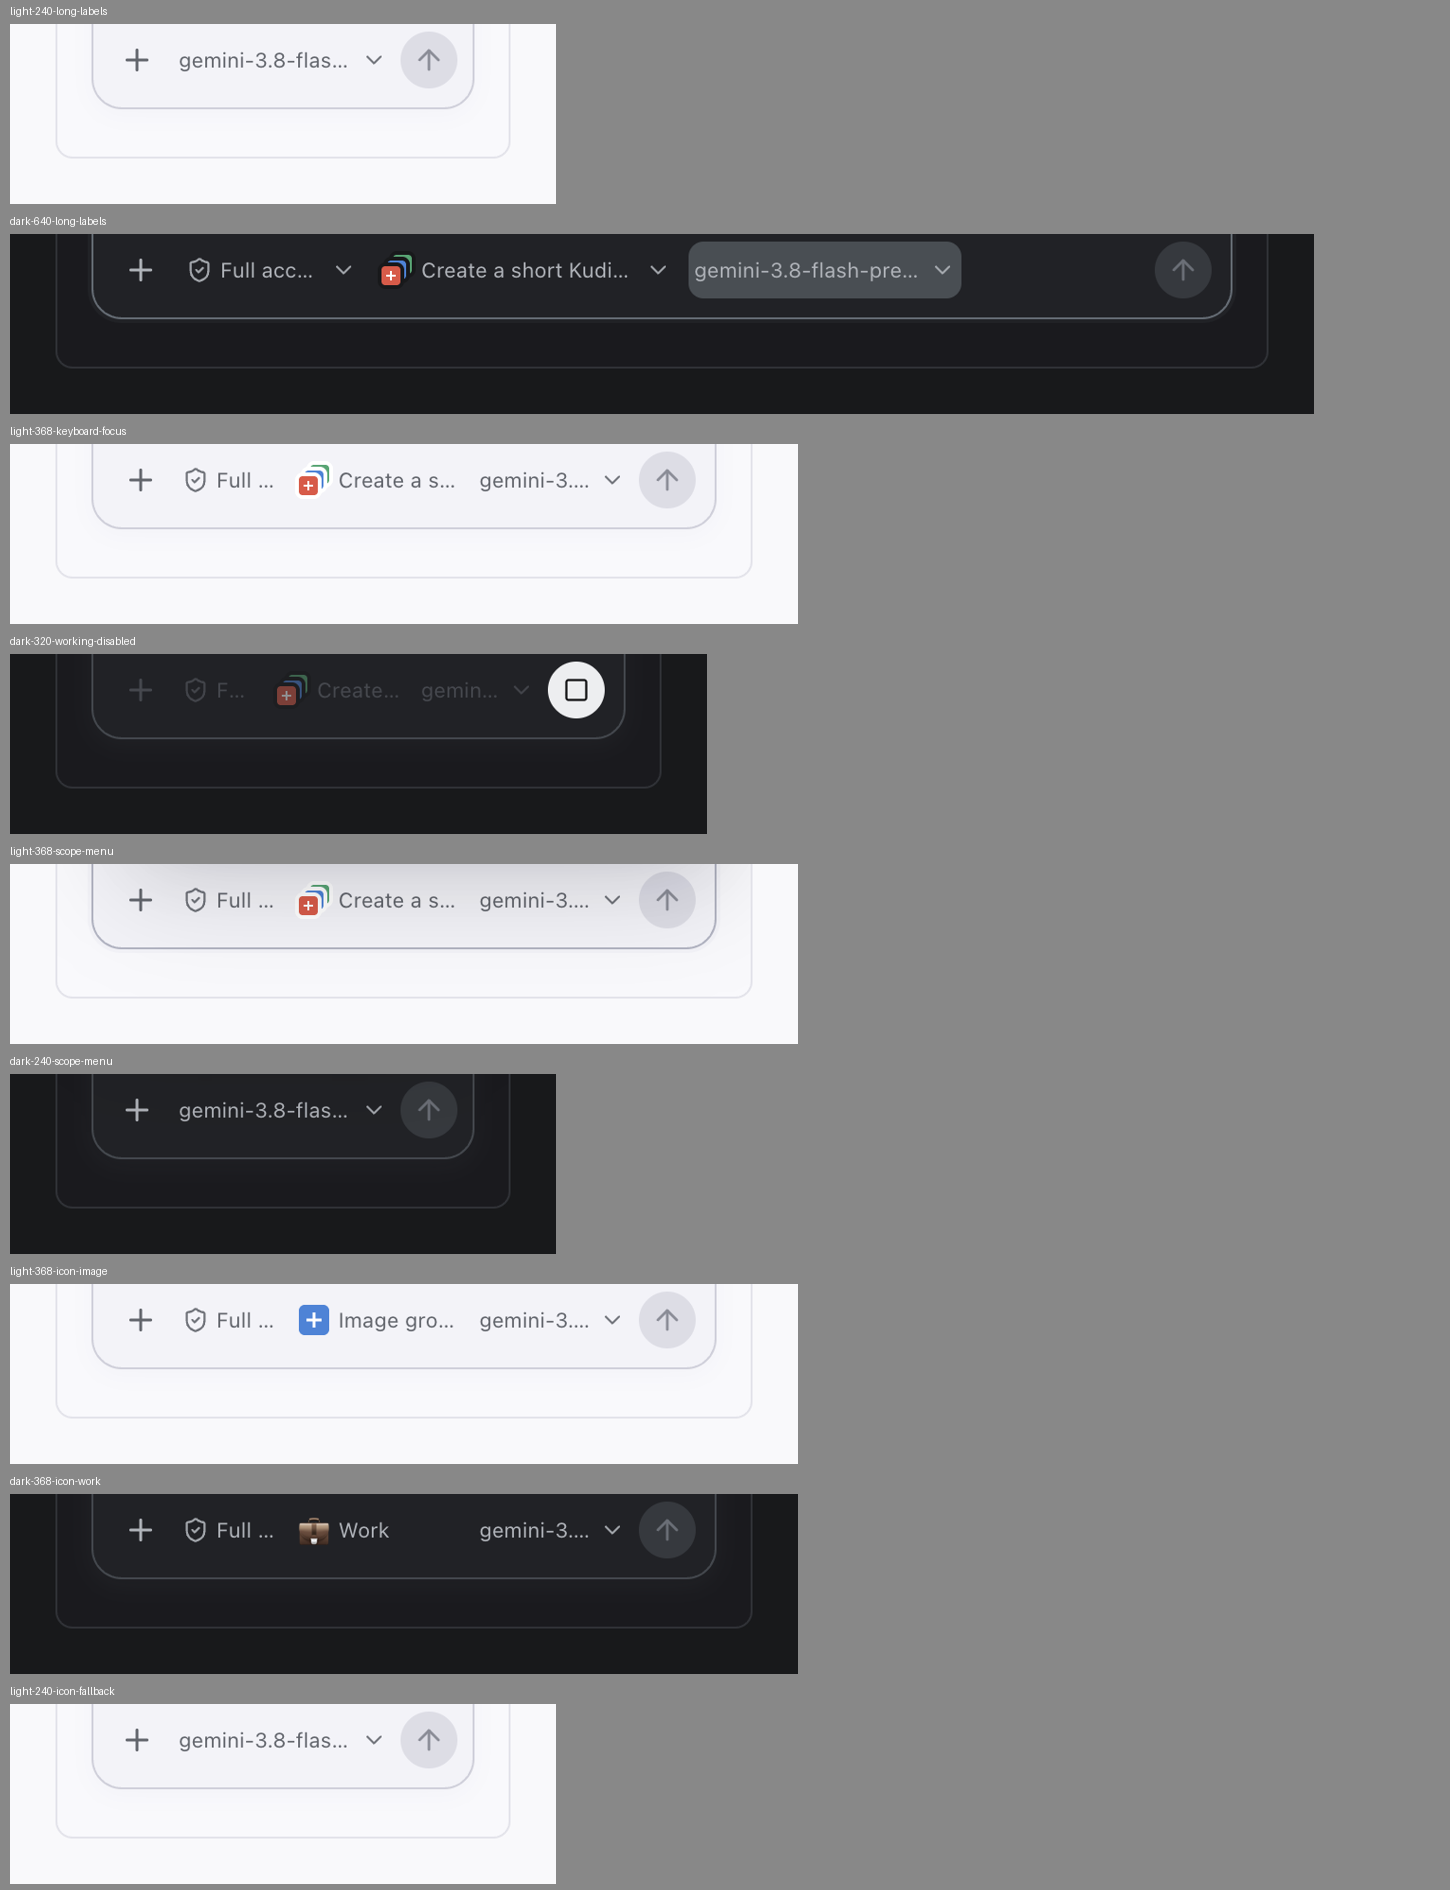 light-240-long-labels
gemini-3.8-flas...
dark-640-long-labels
Full acc... Create a short Kudi... gemini-3.8-flash-pre...
light-368-keyboard-focus
Full ... Create a s... gemini-3....
dark-320-working-disabled
F... Create... gemin...
light-368-scope-menu
Full ... Create a s... gemini-3....
dark-240-scope-menu
gemini-3.8-flas...
light-368-icon-image
Full ... Image gro... gemini-3....
dark-368-icon-work
Full ... Work gemini-3....
light-240-icon-fallback
gemini-3.8-flas...